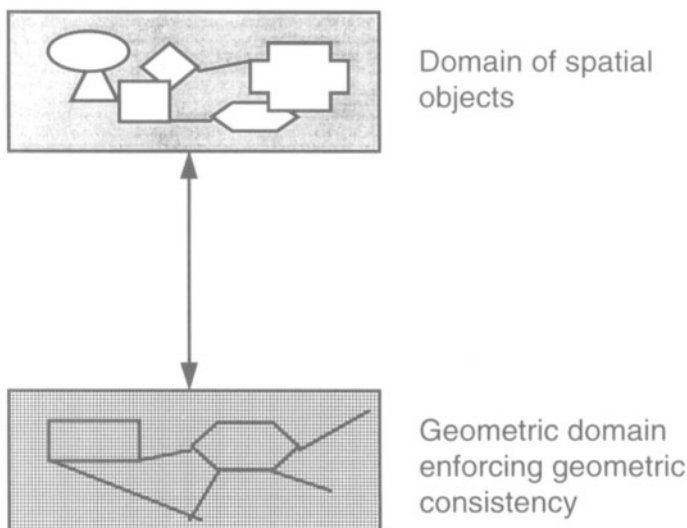 Domain of spatial
objects
Geometric domain
enforcing geometric
consistency